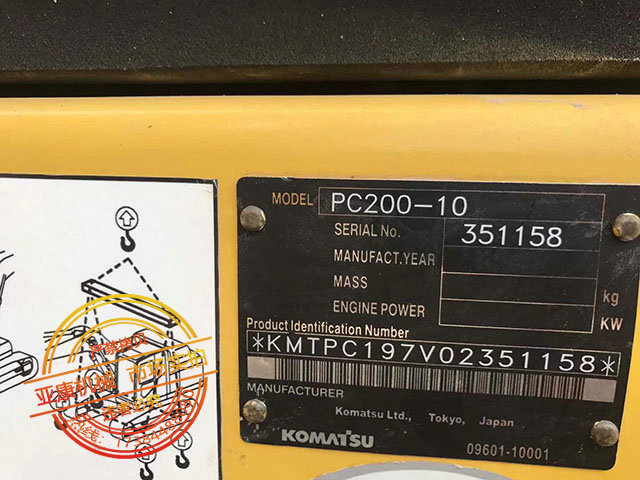 MODEL PC200-10
SERIAL No. 351158
MANUFACT.YEAR
MASS kg
ENGINE POWER KW
Product Identification Number
*KMTPC197V02351158*
MANUFACTURER
Komatsu Ltd., Tokyo, Japan
KOMATSU 09601-10001
亚康机械